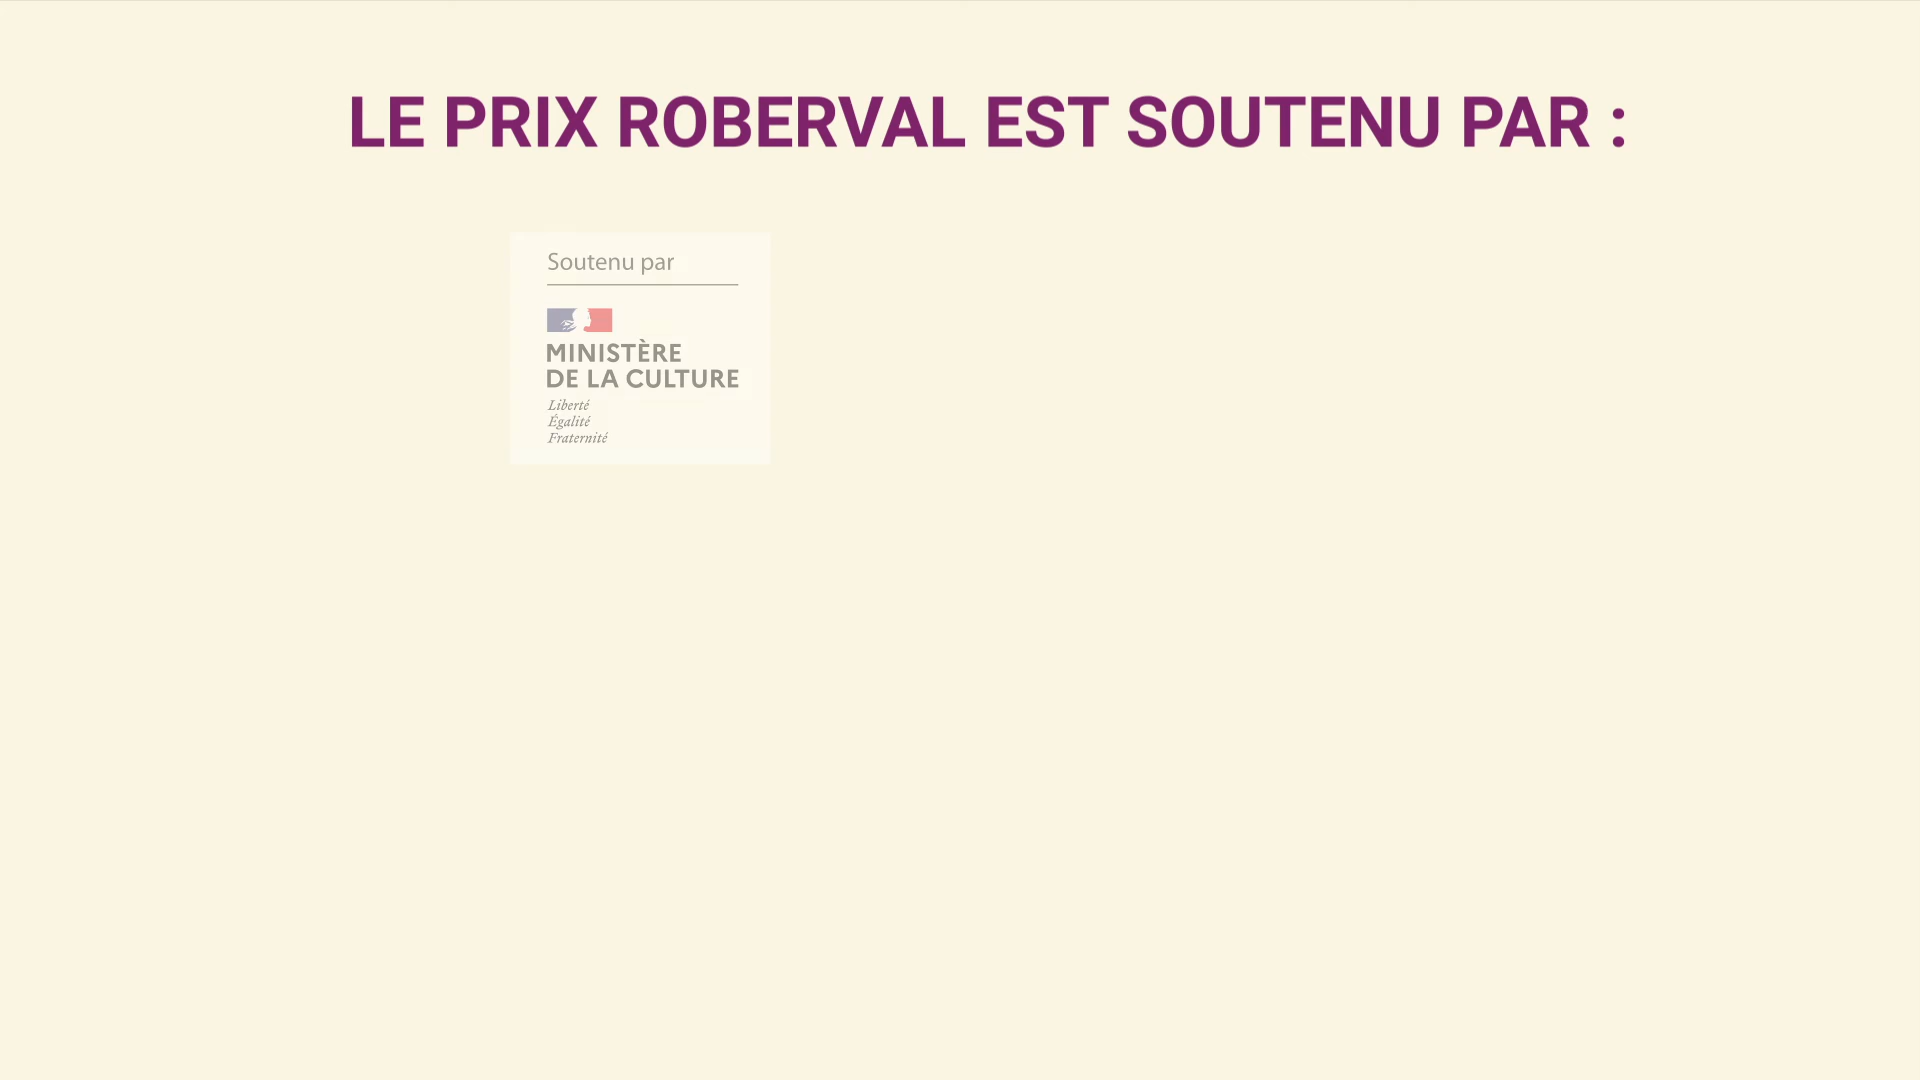 LE PRIX ROBERVAL EST SOUTENU PAR :
Soutenu par
MINISTÈRE
DE LA CULTURE
Liberté
Égalité
Fraternité